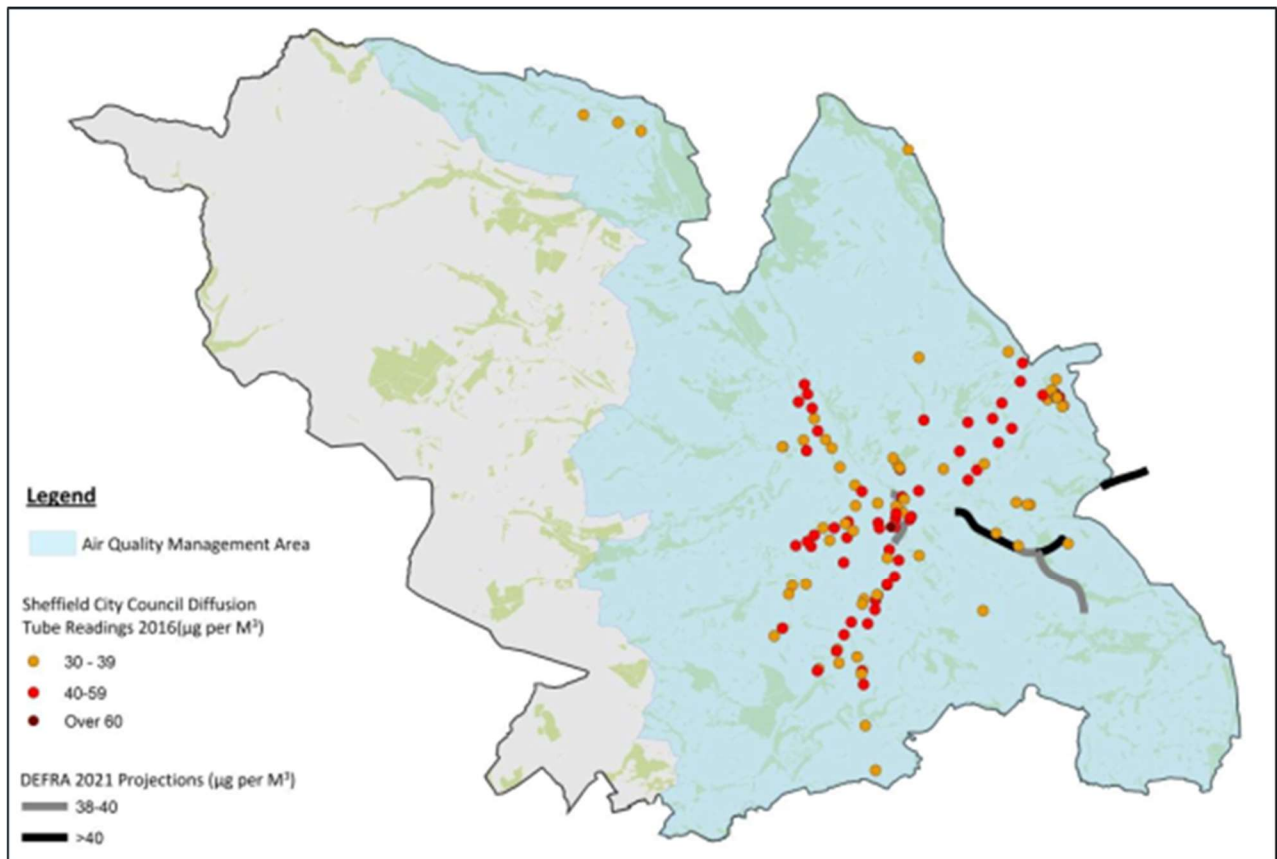 Legend
Air Quality Management Area
Sheffield City Council Diffusion
Tube Readings 2016(µg per M³)
30 - 39
40-59
Over 60
DEFRA 2021 Projections (µg per M³)
38-40
>40